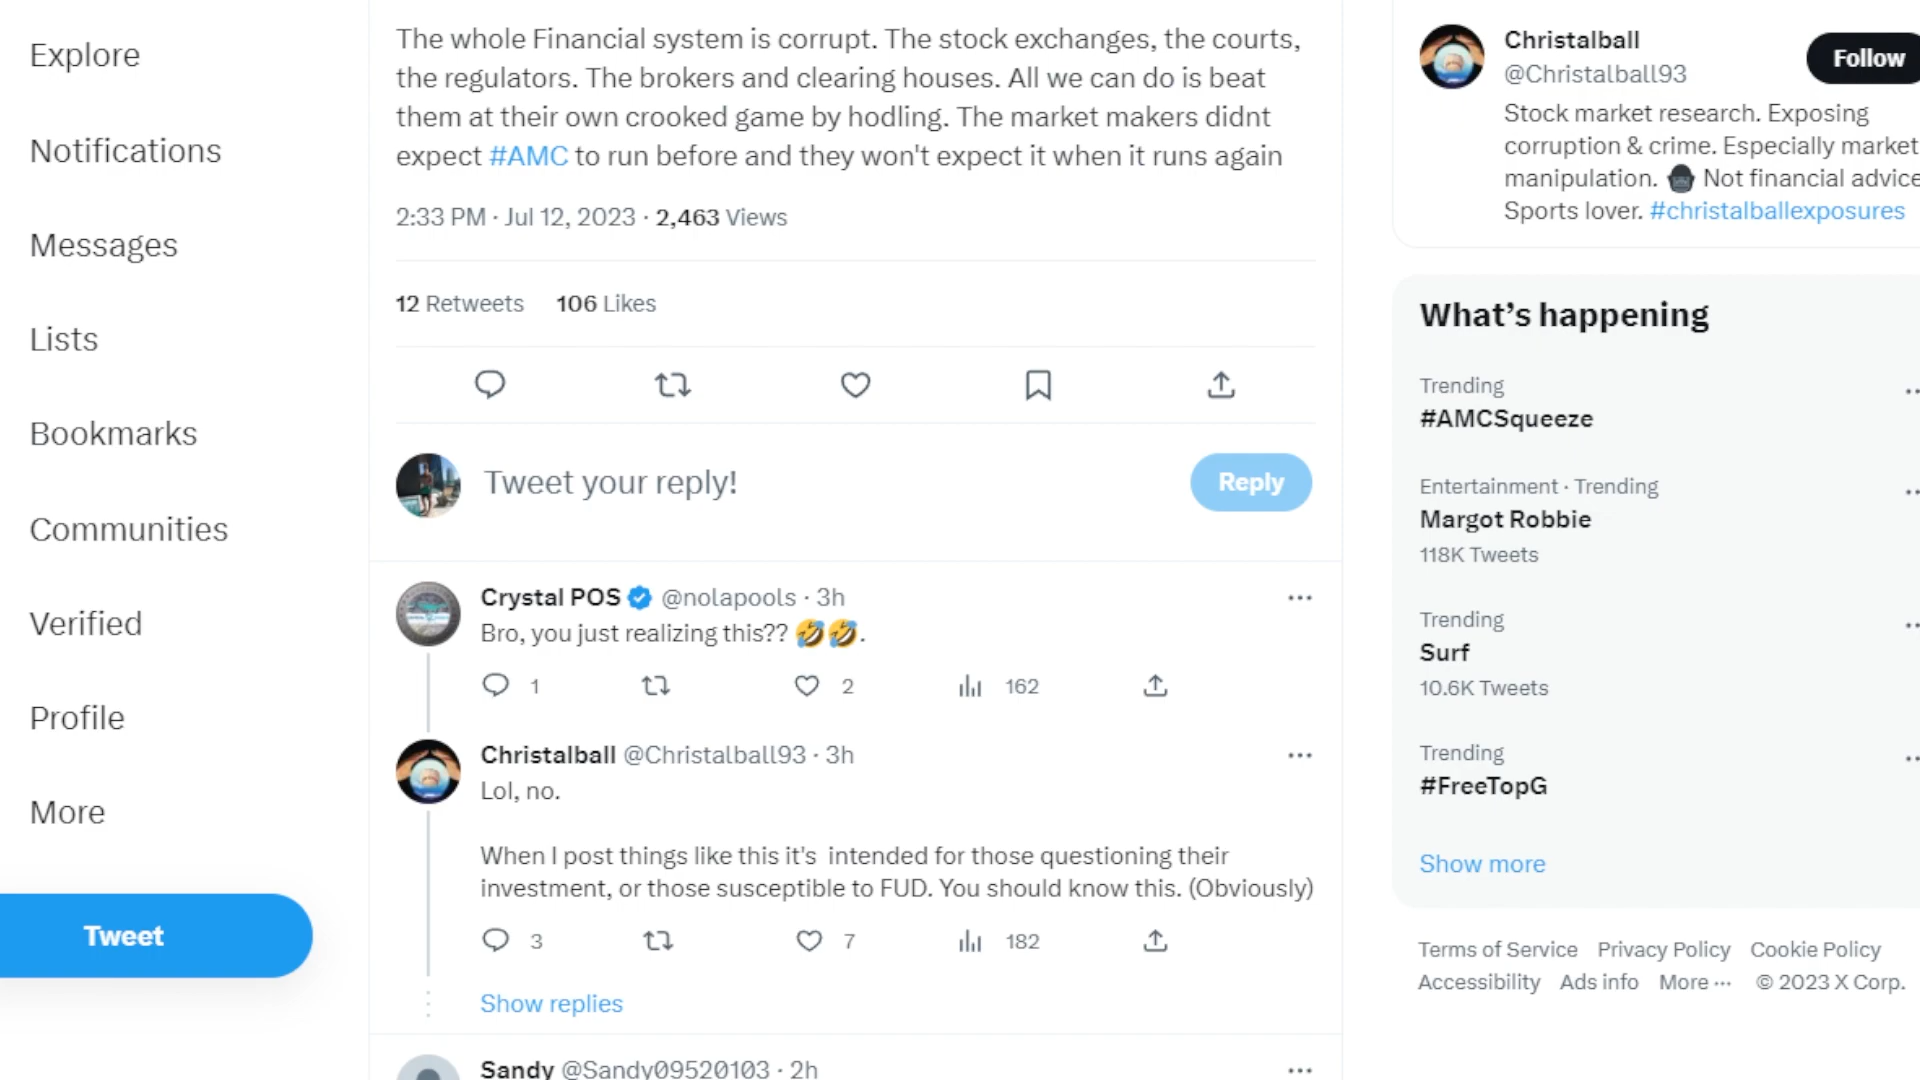 Explore
Notifications
Messages
Lists
Bookmarks
Communities
Verified
Profile
More
Tweet
The whole Financial system is corrupt. The stock exchanges, the courts,
the regulators. The brokers and clearing houses. All we can do is beat
them at their own crooked game by hodling. The market makers didnt
expect #AMC to run before and they won't expect it when it runs again
2:33 PM · Jul 12, 2023 · 2,463 Views
12 Retweets 106 Likes
Tweet your reply!
Reply
Crystal POS @nolapools · 3h
Bro, you just realizing this?? 🤣🤣.
1 2 162
Christalball @Christalball93 · 3h
Lol, no.
When I post things like this it's  intended for those questioning their
investment, or those susceptible to FUD. You should know this. (Obviously)
3 7 182
Show replies
Sandy @Sandy09520103 · 2h
Christalball
@Christalball93
Follow
Stock market research. Exposing
corruption & crime. Especially market
manipulation. Not financial advice
Sports lover. #christalballexposures
What's happening
Trending
#AMCSqueeze
Entertainment · Trending
Margot Robbie
118K Tweets
Trending
Surf
10.6K Tweets
Trending
#FreeTopG
Show more
Terms of Service Privacy Policy Cookie Policy
Accessibility Ads info More ··· © 2023 X Corp.